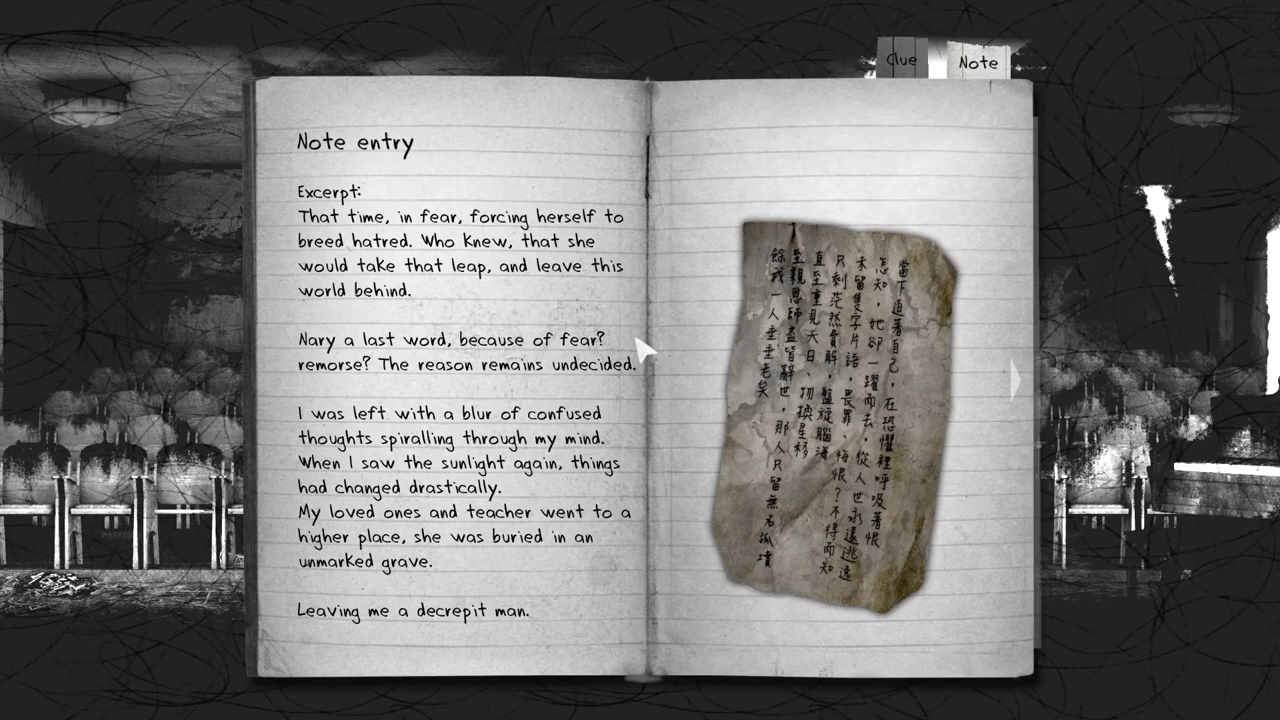 Clue
Note
Note entry
Excerpt:
That time, in fear, forcing herself to
breed hatred. Who knew, that she
would take that leap, and leave this
world behind.
Nary a last word, because of fear?
remorse? The reason remains undecided.
I was left with a blur of confused
thoughts spiralling through my mind.
When I saw the sunlight again, things
had changed drastically.
My loved ones and teacher went to a
higher place, she was buried in an
unmarked grave.
Leaving me a decrepit man.
當下逼著自己，在恐懼裡呼吸著恨
怎知，她卻一躍而去，從人世永遠逃逸
未留隻字片語，畏罪、悔恨？不得而知
只剩茫然費解，盤旋腦海
直至重見天日、物換星移
至親恩師盡皆辭世，那人只留無名孤墳
餘我一人垂垂老矣